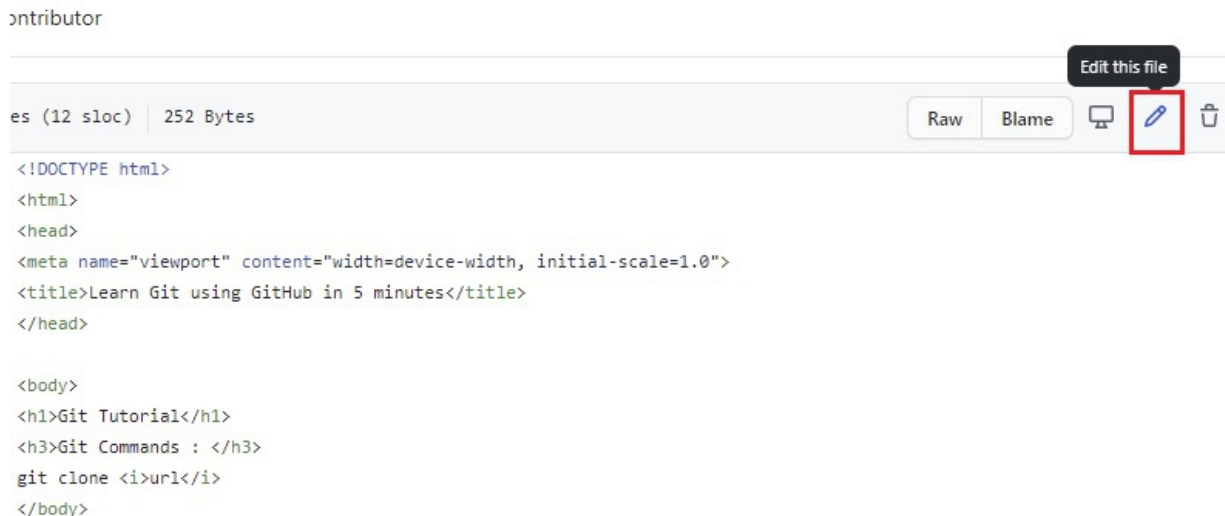 ontributor
Edit this file
es (12 sloc) 252 Bytes Raw Blame
<!DOCTYPE html>
<html>
<head>
<meta name="viewport" content="width=device-width, initial-scale=1.0">
<title>Learn Git using GitHub in 5 minutes</title>
</head>
<body>
<h1>Git Tutorial</h1>
<h3>Git Commands : </h3>
git clone <i>url</i>
</body>